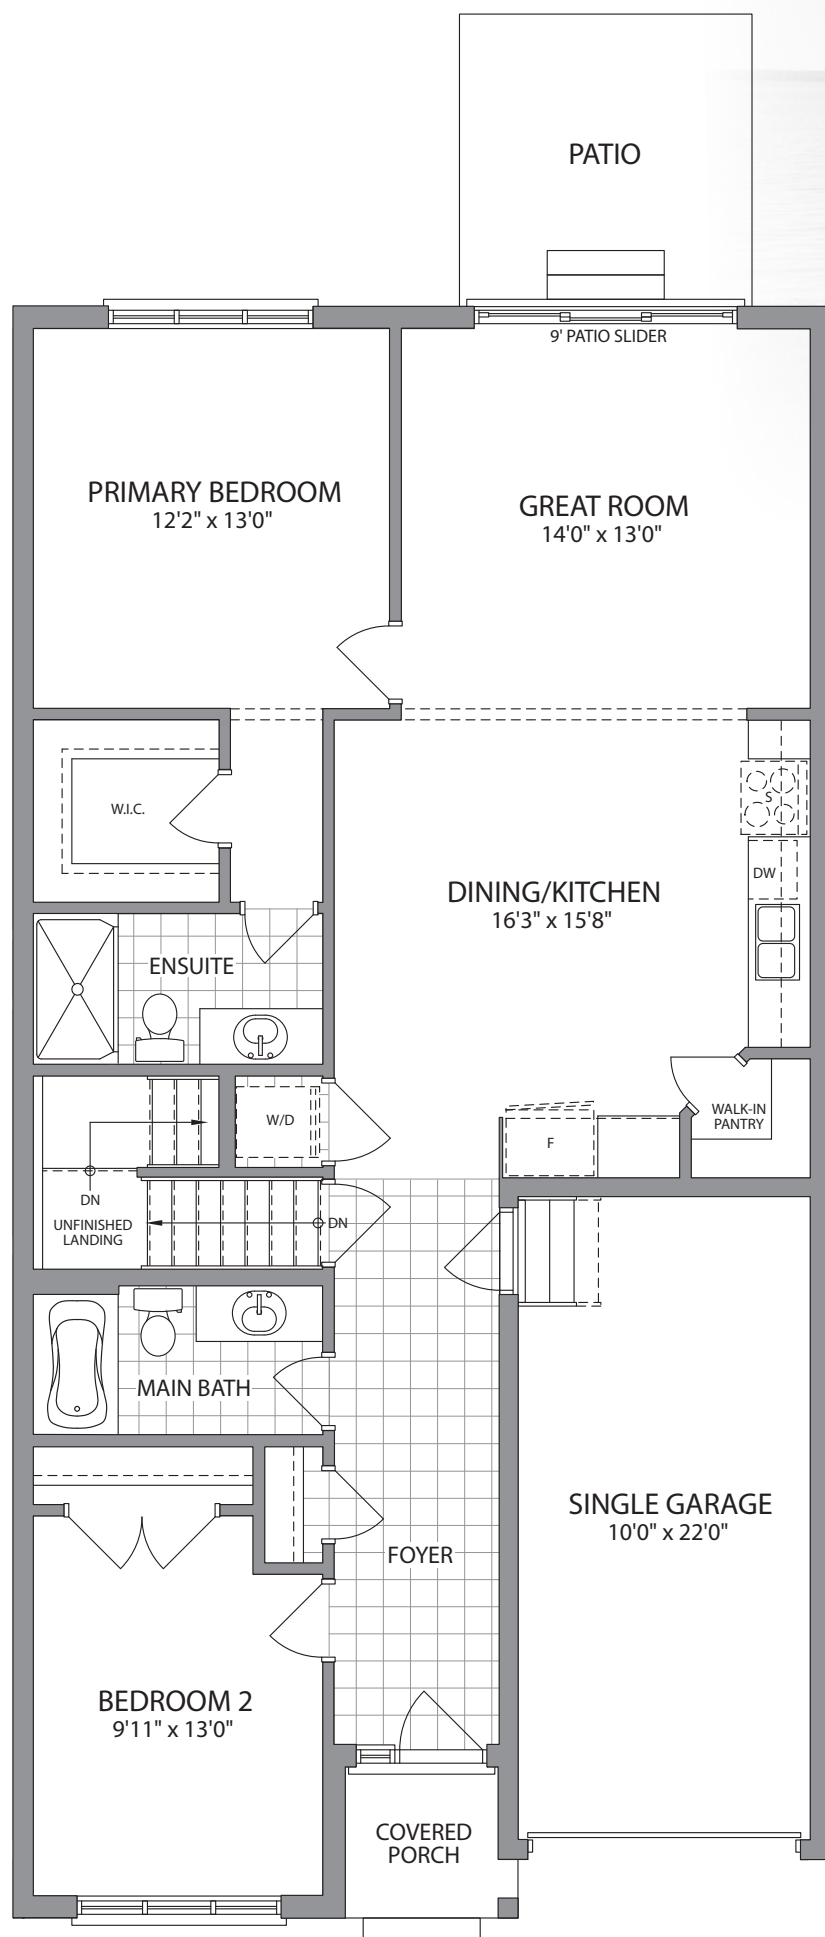 PATIO
9' PATIO SLIDER
PRIMARY BEDROOM
12'2" x 13'0"
GREAT ROOM
14'0" x 13'0"
W.I.C.
S
DW
DINING/KITCHEN
16'3" x 15'8"
ENSUITE
W/D
WALK-IN
PANTRY
F
DN
UNFINISHED
LANDING
DN
MAIN BATH
SINGLE GARAGE
10'0" x 22'0"
FOYER
BEDROOM 2
9'11" x 13'0"
COVERED
PORCH